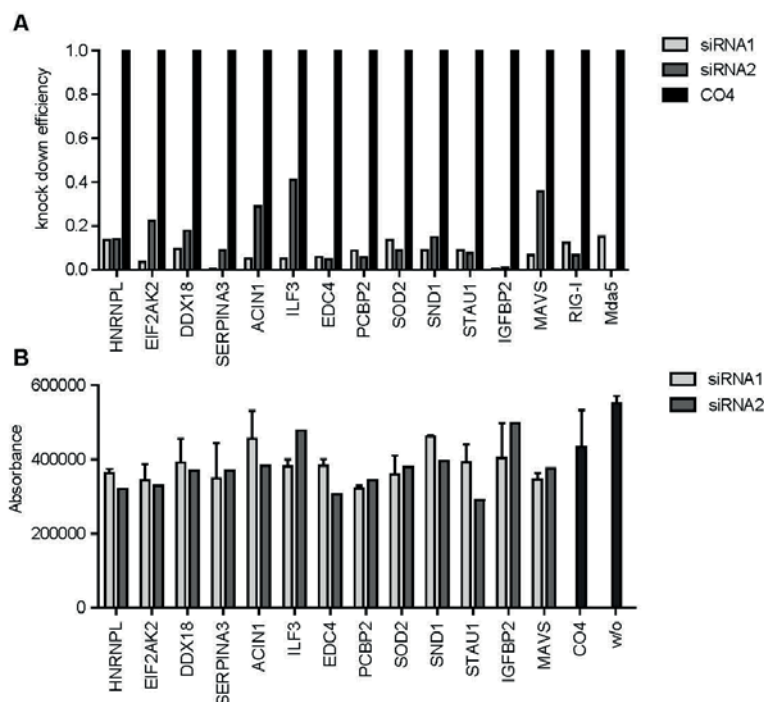 A
knock down efficiency
1.0
0.8
0.6
0.4
0.2
0.0
HNRNPL
EIF2AK2
DDX18
SERPINA3
ACIN1
ILF3
EDC4
PCBP2
SOD2
SND1
STAU1
IGFBP2
MAVS
RIG-I
Mda5
siRNA1
siRNA2
CO4
B
Absorbance
600000
400000
200000
0
HNRNPL
EIF2AK2
DDX18
SERPINA3
ACIN1
ILF3
EDC4
PCBP2
SOD2
SND1
STAU1
IGFBP2
MAVS
CO4
w/o
siRNA1
siRNA2